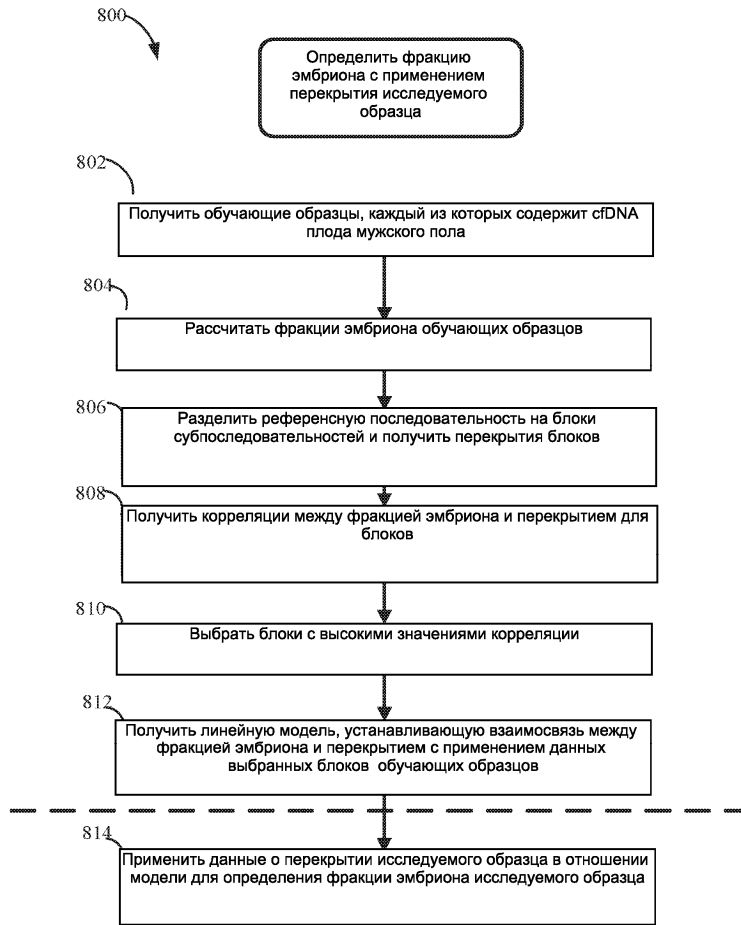 800
Определить фракцию
эмбриона с применением
перекрытия исследуемого
образца
802
Получить обучающие образцы, каждый из которых содержит cfDNA
плода мужского пола
804
Рассчитать фракции эмбриона обучающих образцов
806
Разделить референсную последовательность на блоки
субпоследовательностей и получить перекрытия блоков
808
Получить корреляции между фракцией эмбриона и перекрытием для
блоков
810
Выбрать блоки с высокими значениями корреляции
812
Получить линейную модель, устанавливающую взаимосвязь между
фракцией эмбриона и перекрытием с применением данных
выбранных блоков обучающих образцов
814
Применить данные о перекрытии исследуемого образца в отношении
модели для определения фракции эмбриона исследуемого образца